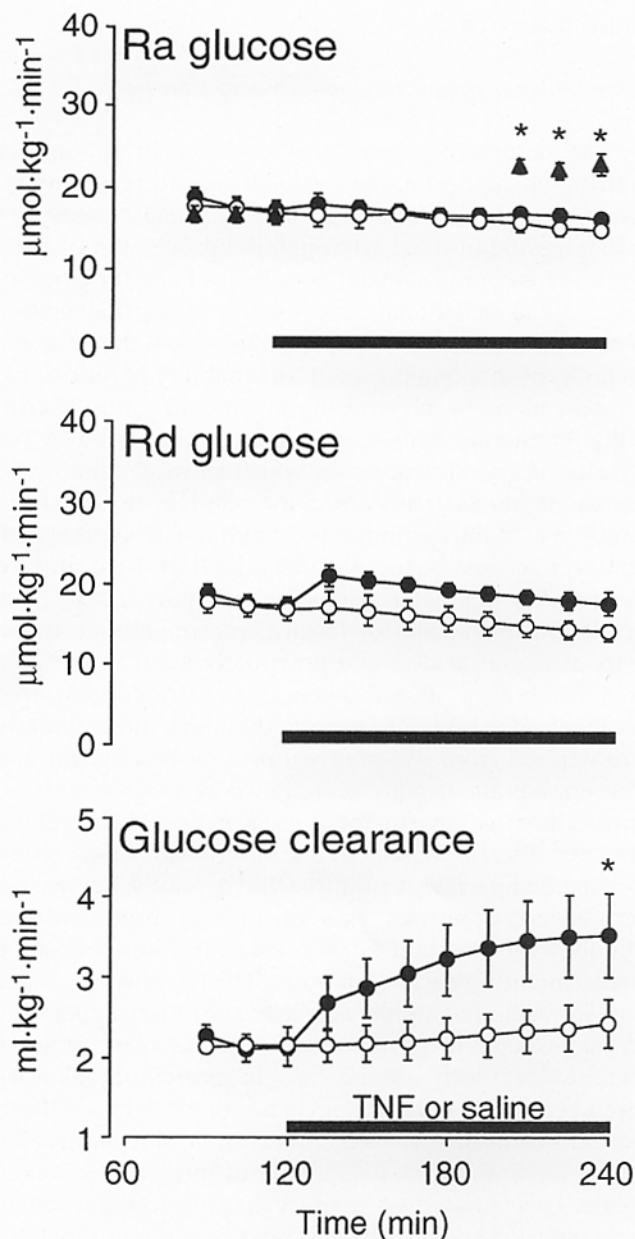 Ra glucose
40
30
20
10
0
μmol·kg-1·min-1
* * *
Rd glucose
40
30
20
10
0
μmol·kg-1·min-1
Glucose clearance
5
4
3
2
1
ml·kg-1·min-1
*
TNF or saline
60 120 180 240
Time (min)